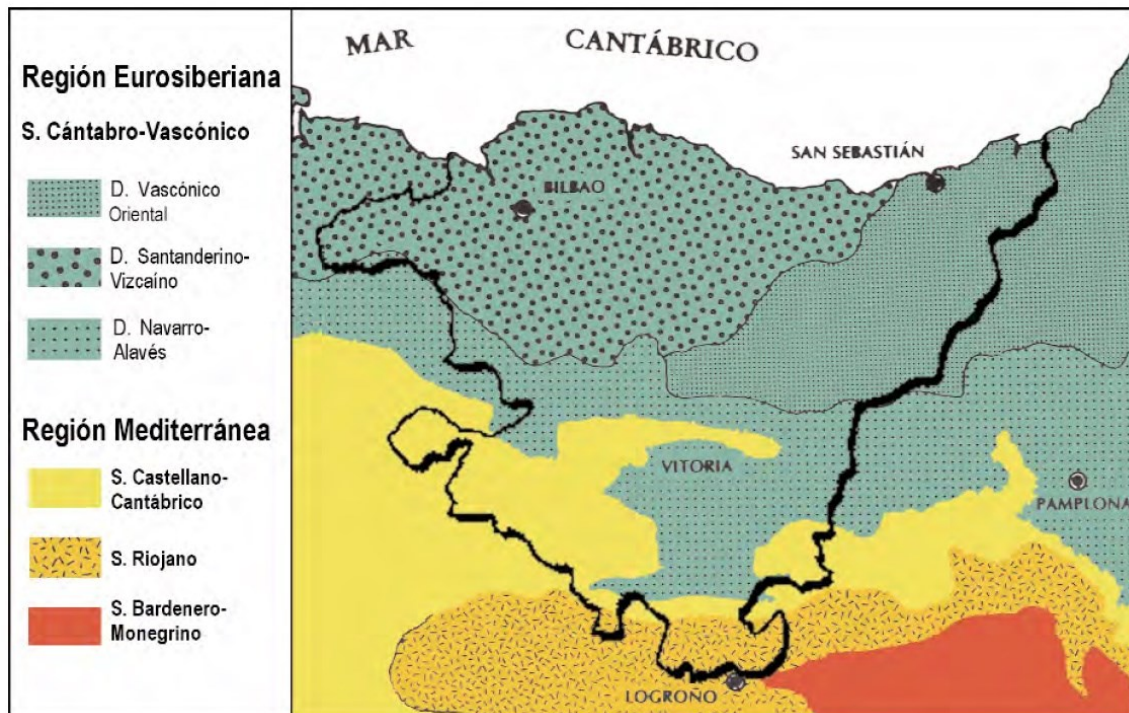 Región Eurosiberiana
S. Cántabro-Vascónico
D. Vascónico
Oriental
D. Santanderino-
Vizcaíno
D. Navarro-
Alavés
Región Mediterránea
S. Castellano-
Cantábrico
S. Riojano
S. Bardenero-
Monegrino
MAR CANTÁBRICO
SAN SEBASTIÁN
BILBAO
VITORIA
PAMPLONA
LOGROÑO